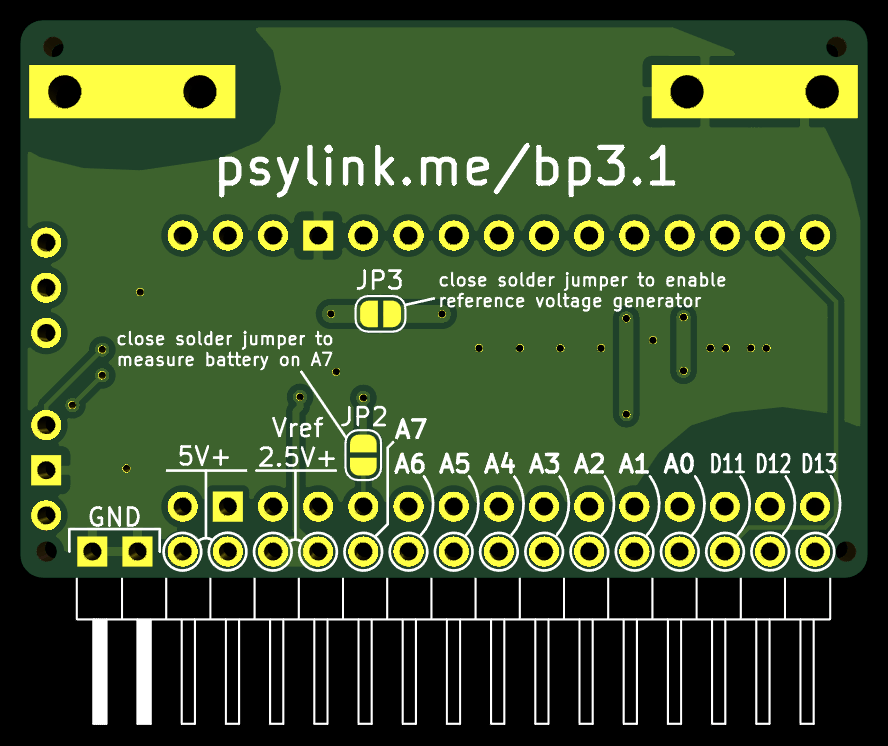 psylink.me/bp3.1
JP3
close solder jumper to enable
reference voltage generator
close solder jumper to
measure battery on A7
JP2
Vref
A7
5V+
2.5V+
A6 A5 A4 A3 A2 A1 A0 D11 D12 D13
GND